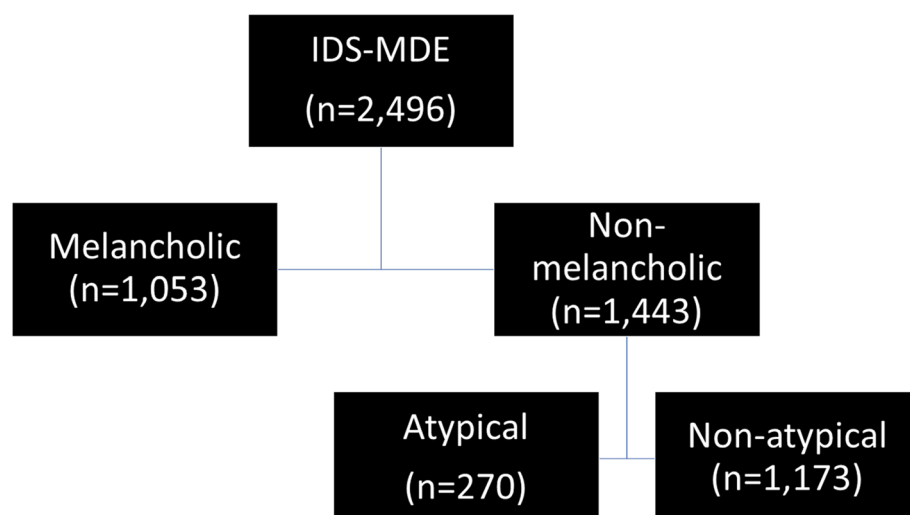 IDS-MDE
(n=2,496)
Melancholic
(n=1,053)
Non-
melancholic
(n=1,443)
Atypical
(n=270)
Non-atypical
(n=1,173)